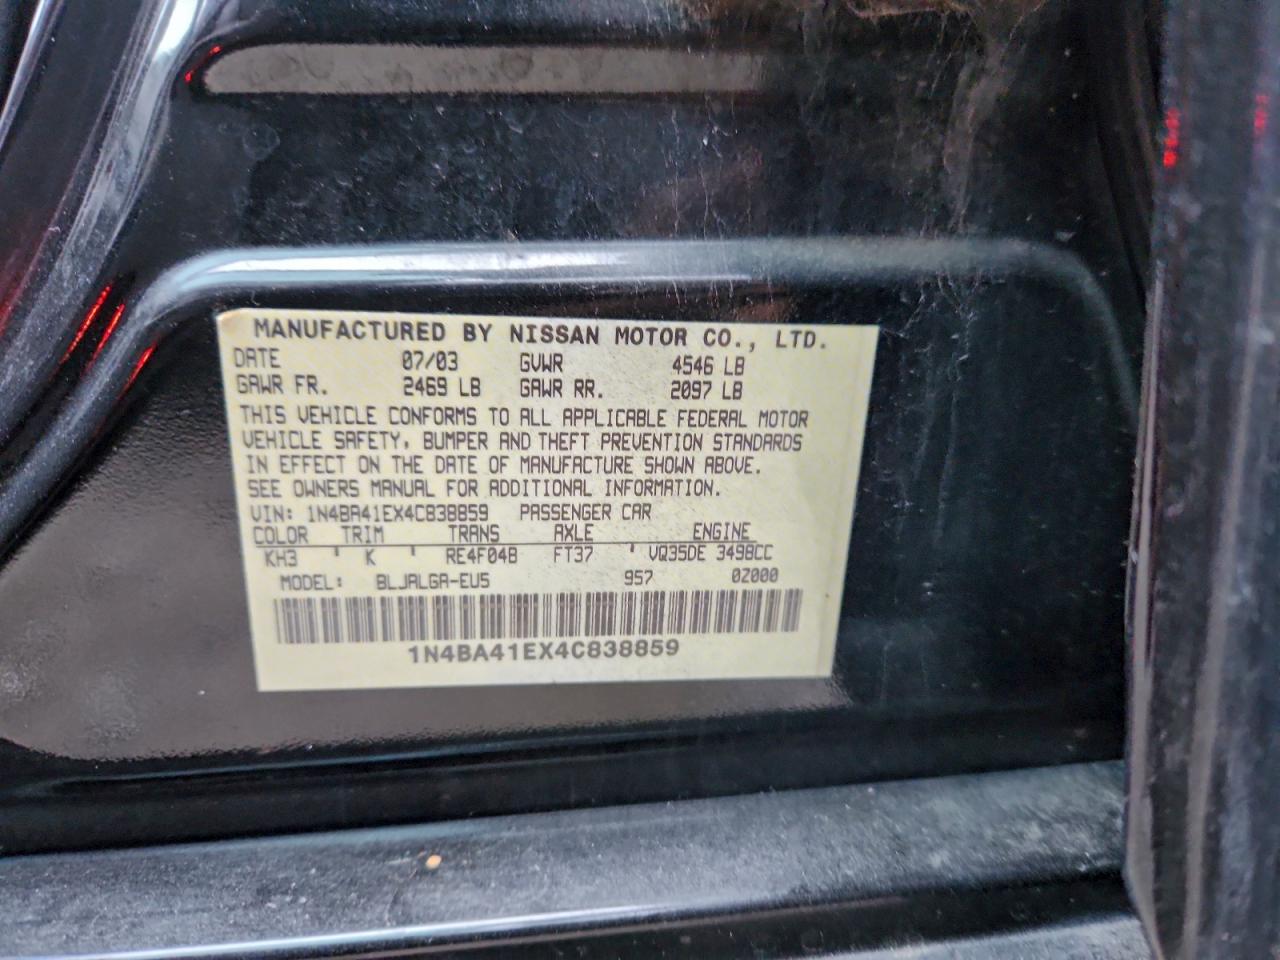 MANUFACTURED BY NISSAN MOTOR CO., LTD.
DATE 07/03 GVWR 4546 LB
GAWR FR. 2469 LB GAWR RR. 2097 LB
THIS VEHICLE CONFORMS TO ALL APPLICABLE FEDERAL MOTOR
VEHICLE SAFETY, BUMPER AND THEFT PREVENTION STANDARDS
IN EFFECT ON THE DATE OF MANUFACTURE SHOWN ABOVE.
SEE OWNERS MANUAL FOR ADDITIONAL INFORMATION.
VIN: 1N4BA41EX4C838859 PASSENGER CAR
COLOR TRIM TRANS AXLE ENGINE
KH3 ' K ' RE4F04B FT37 ' VQ35DE 3498CC
MODEL: BLJALGA-EU5 957 0Z000
1N4BA41EX4C838859